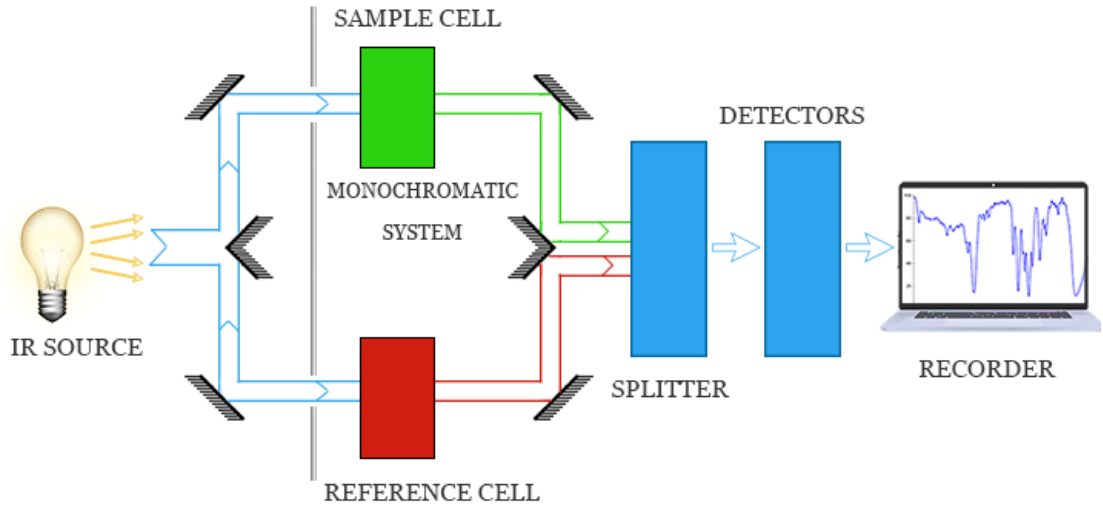 SAMPLE CELL
MONOCHROMATIC
SYSTEM
DETECTORS
IR SOURCE
SPLITTER
RECORDER
REFERENCE CELL